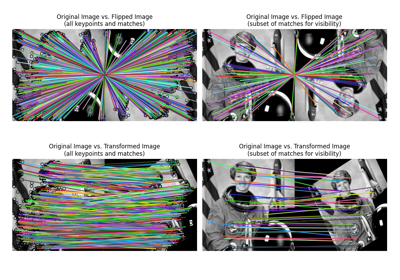 Original Image vs. Flipped Image
(all keypoints and matches)
Original Image vs. Flipped Image
(subset of matches for visibility)
Original Image vs. Transformed Image
(all keypoints and matches)
Original Image vs. Transformed Image
(subset of matches for visibility)